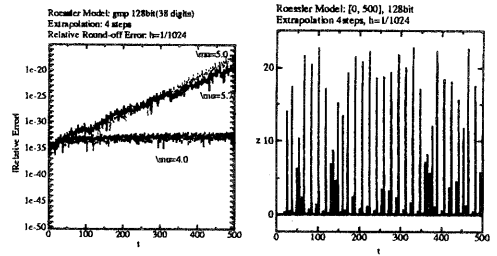 Roessler Model: gmp 128bit(38 digits)
Extrapolation: 4 steps
Relative Round-off Error: h=1/1024
1e-20
1e-25
1e-30
1e-35
1e-40
1e-45
1e-50
|Relative Error|
\mu=5.0
\mu=5.7
\mu=4.0
0
100
200
300
400
500
t
Roessler Model: [0, 500], 128bit
Extrapolation 4 steps, h=1/1024
20
10
0
z
0
100
200
300
400
500
t